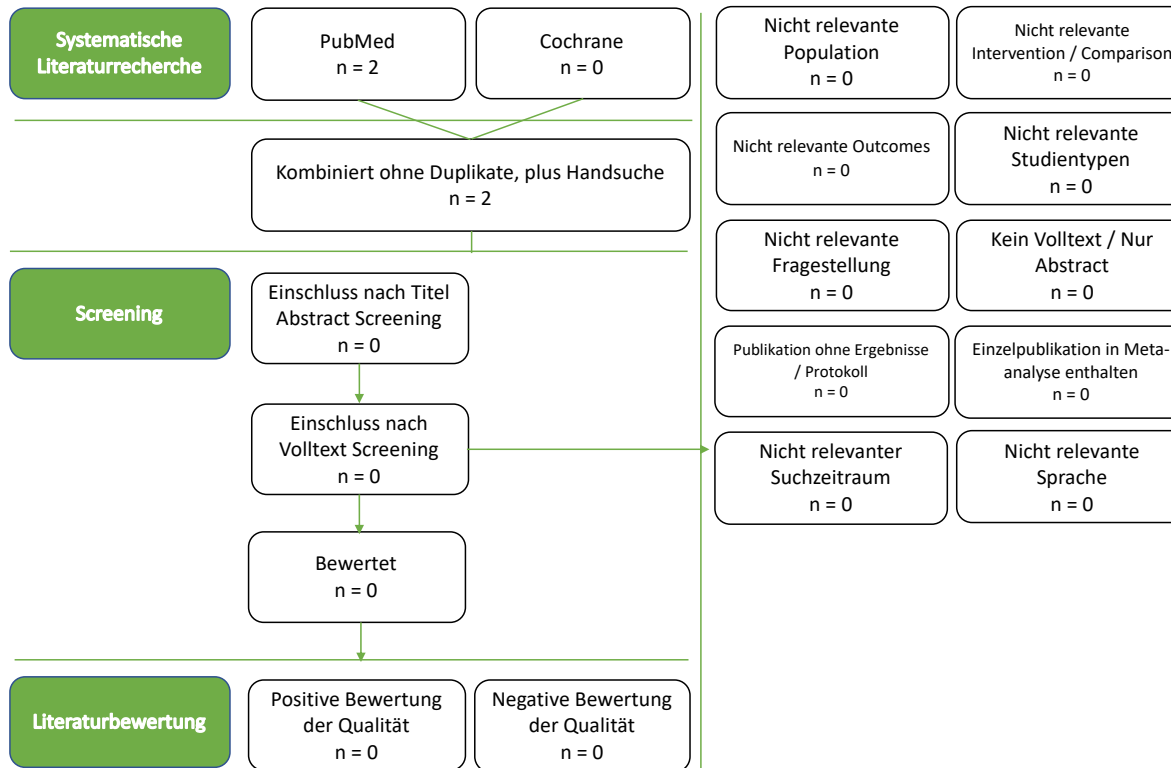 Systematische
Literaturrecherche
PubMed
n = 2
Cochrane
n = 0
Kombiniert ohne Duplikate, plus Handsuche
n = 2
Screening
Einschluss nach Titel
Abstract Screening
n = 0
Einschluss nach
Volltext Screening
n = 0
Bewertet
n = 0
Literaturbewertung
Positive Bewertung
der Qualität
n = 0
Negative Bewertung
der Qualität
n = 0
Nicht relevante
Population
n = 0
Nicht relevante
Intervention / Comparison
n = 0
Nicht relevante Outcomes
n = 0
Nicht relevante
Studientypen
n = 0
Nicht relevante
Fragestellung
n = 0
Kein Volltext / Nur
Abstract
n = 0
Publikation ohne Ergebnisse
/ Protokoll
n = 0
Einzelpublikation in Meta-
analyse enthalten
n = 0
Nicht relevanter
Suchzeitraum
n = 0
Nicht relevante
Sprache
n = 0